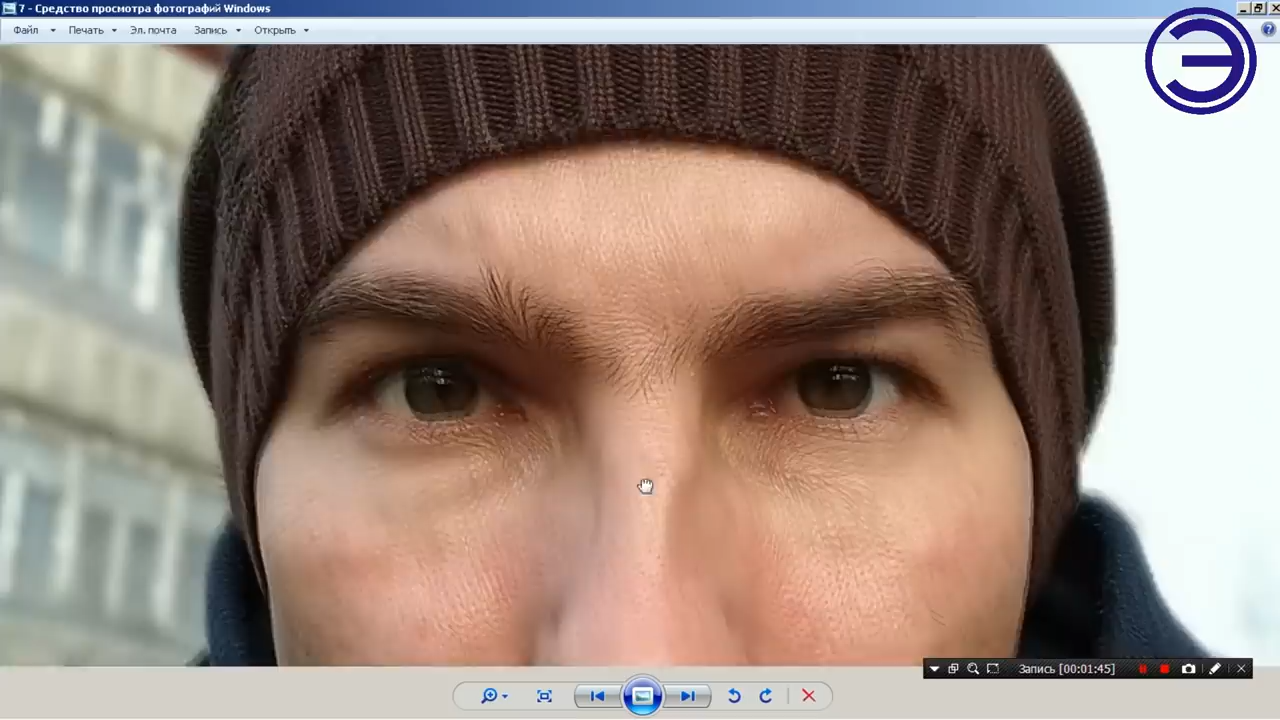 7 - Средство просмотра фотографий Windows
Файл Печать Эл. почта Запись Открыть
Э
Запись [00:01:45]